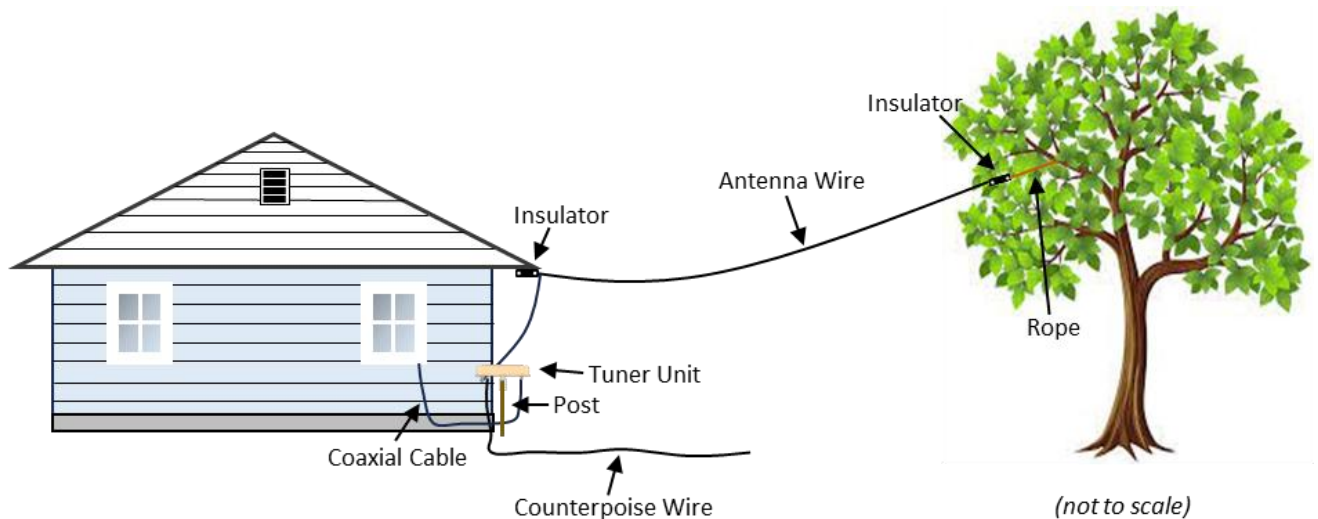 Insulator
Antenna Wire
Insulator
Rope
Tuner Unit
Post
Coaxial Cable
Counterpoise Wire
(not to scale)